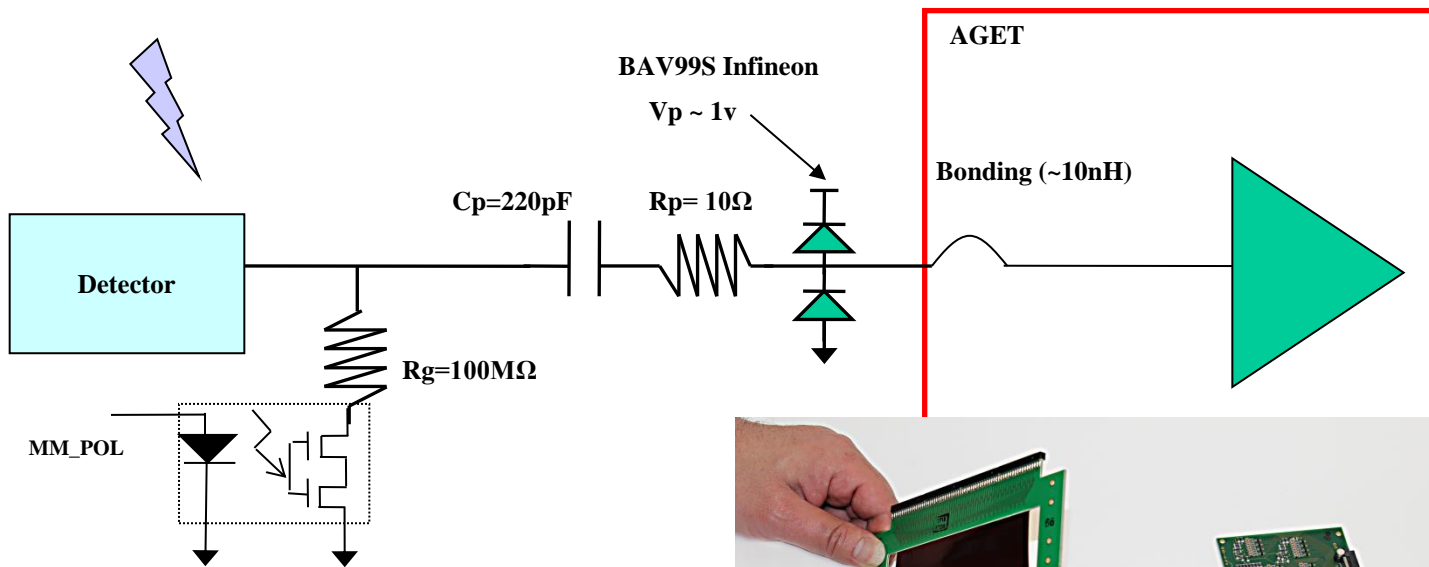 AGET
BAV99S Infineon
Vp ~ 1v
Bonding (~10nH)
Cp=220pF
Rp= 10Ω
Detector
Rg=100MΩ
MM_POL